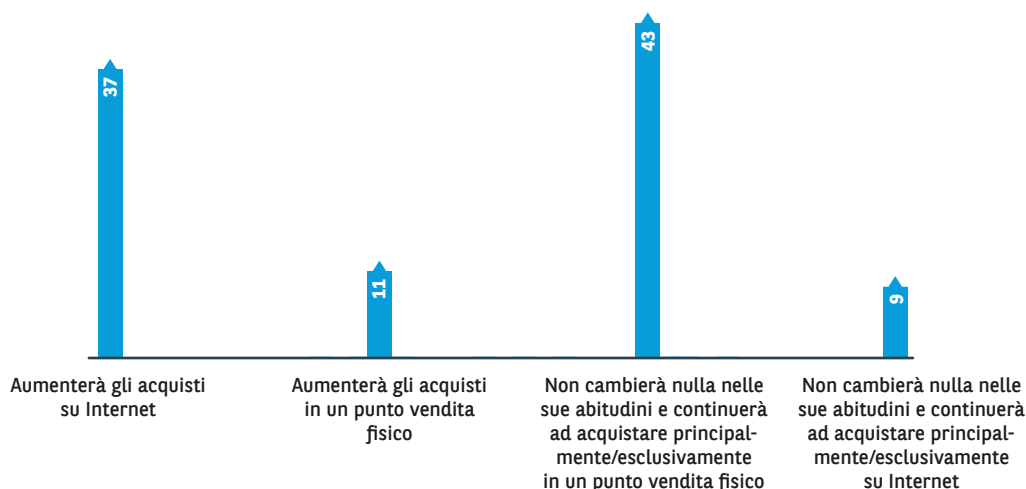 37
11
43
9
Aumenterà gli acquisti
su Internet
Aumenterà gli acquisti
in un punto vendita
fisico
Non cambierà nulla nelle
sue abitudini e continuerà
ad acquistare principal-
mente/esclusivamente
in un punto vendita fisico
Non cambierà nulla nelle
sue abitudini e continuerà
ad acquistare principal-
mente/esclusivamente
su Internet